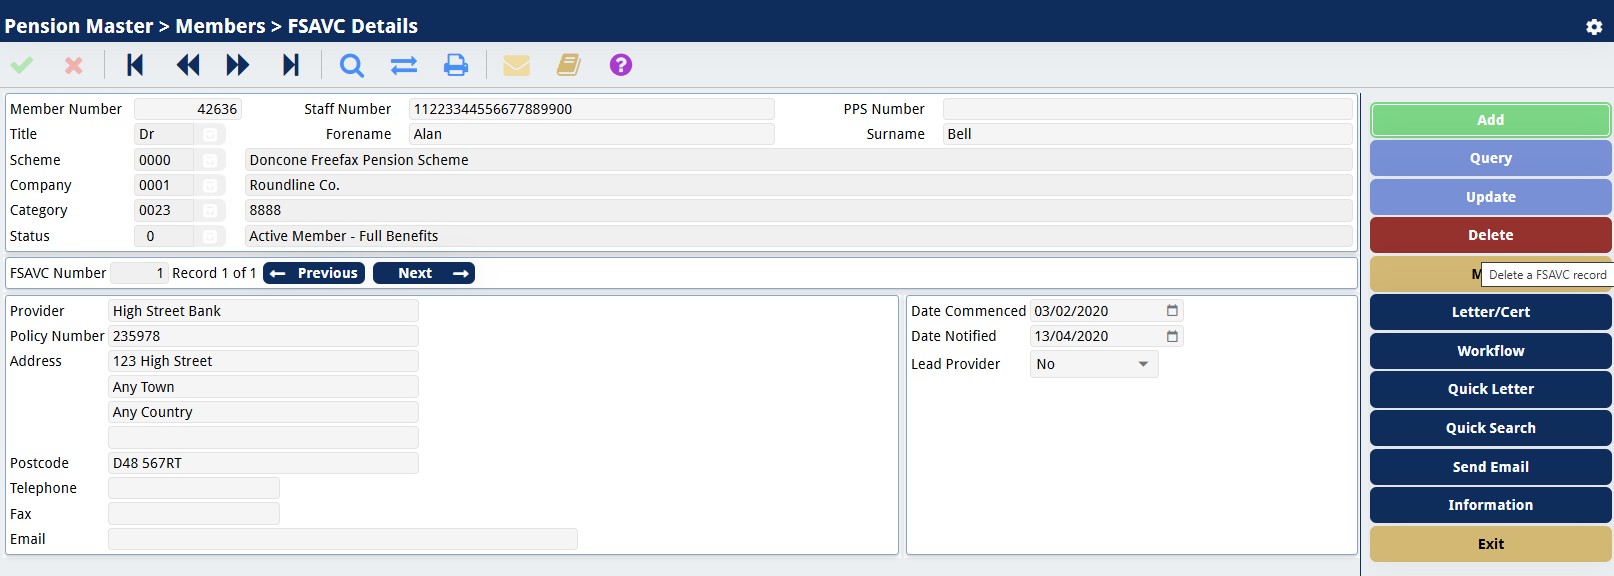 Pension Master > Members > FSAVC Details
Member Number 42636 Staff Number 11223344556677889900 PPS Number
Title Dr Forename Alan Surname Bell
Scheme 0000 Doncone Freefax Pension Scheme
Company 0001 Roundline Co.
Category 0023 8888
Status 0 Active Member - Full Benefits
FSAVC Number 1 Record 1 of 1 Previous Next
Provider High Street Bank
Policy Number 235978
Address 123 High Street
Any Town
Any Country
Postcode D48 567RT
Telephone
Fax
Email
Date Commenced 03/02/2020
Date Notified 13/04/2020
Lead Provider No
Add
Query
Update
Delete
Delete a FSAVC record
Letter/Cert
Workflow
Quick Letter
Quick Search
Send Email
Information
Exit